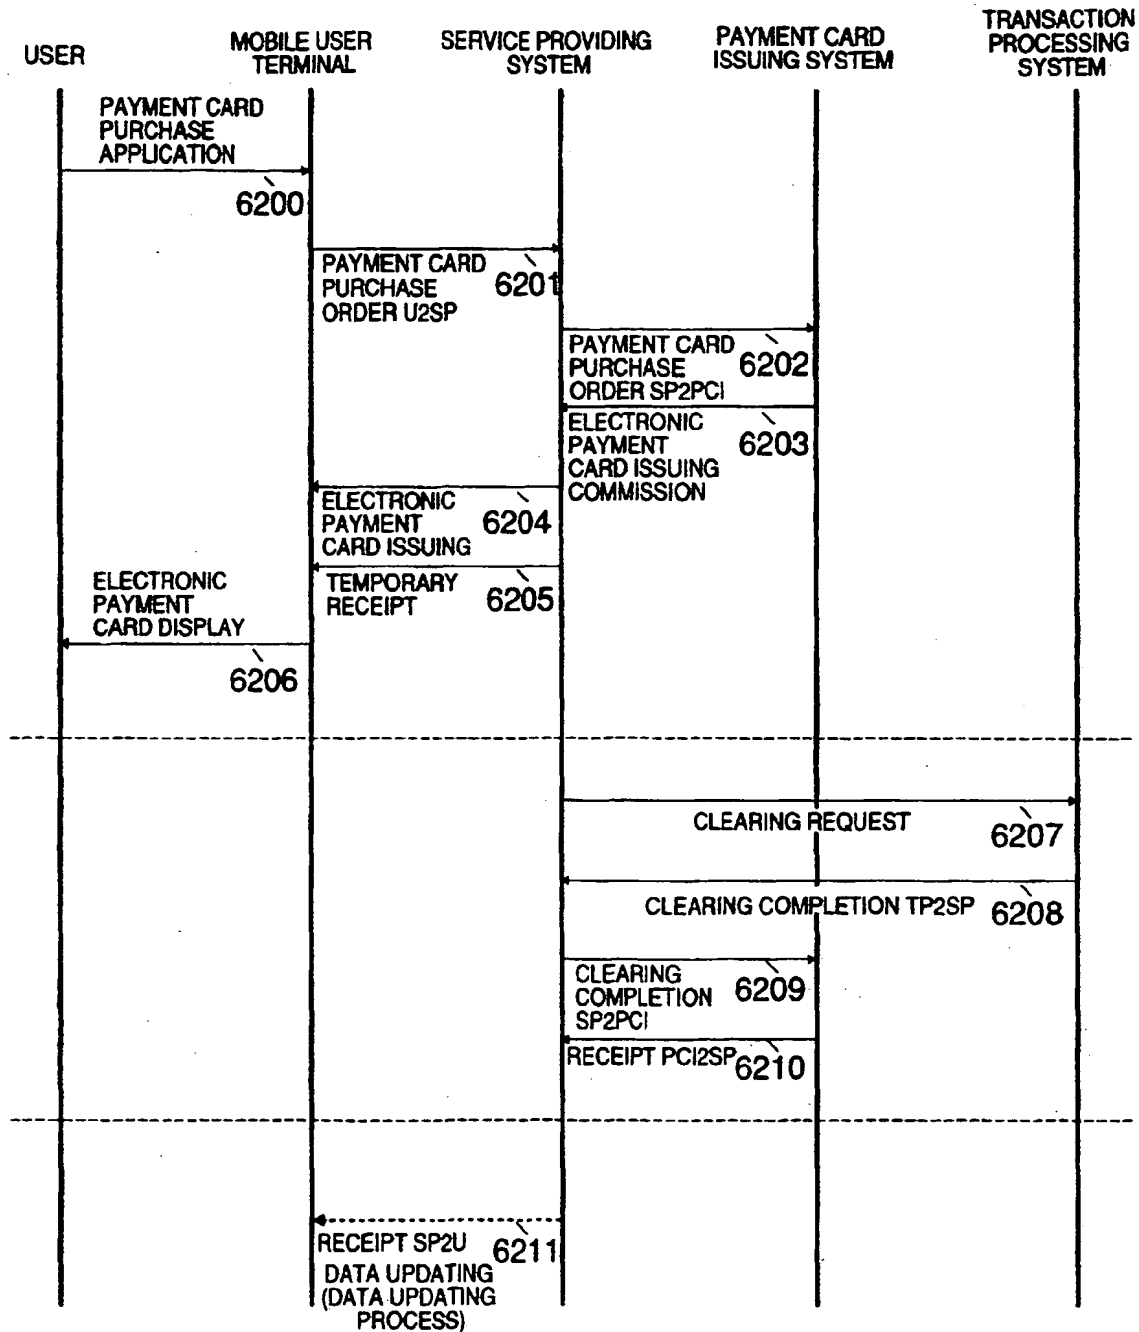 USER
MOBILE USER
TERMINAL
SERVICE PROVIDING
SYSTEM
PAYMENT CARD
ISSUING SYSTEM
TRANSACTION
PROCESSING
SYSTEM
PAYMENT CARD
PURCHASE
APPLICATION
6200
PAYMENT CARD
PURCHASE
ORDER U2SP
6201
PAYMENT CARD
PURCHASE
ORDER SP2PCI
6202
ELECTRONIC
PAYMENT
CARD ISSUING
COMMISSION
6203
ELECTRONIC
PAYMENT
CARD ISSUING
6204
TEMPORARY
RECEIPT
6205
ELECTRONIC
PAYMENT
CARD DISPLAY
6206
CLEARING REQUEST
6207
CLEARING COMPLETION TP2SP
6208
CLEARING
COMPLETION
SP2PCI
6209
RECEIPT PCI2SP
6210
RECEIPT SP2U
6211
DATA UPDATING
(DATA UPDATING
PROCESS)